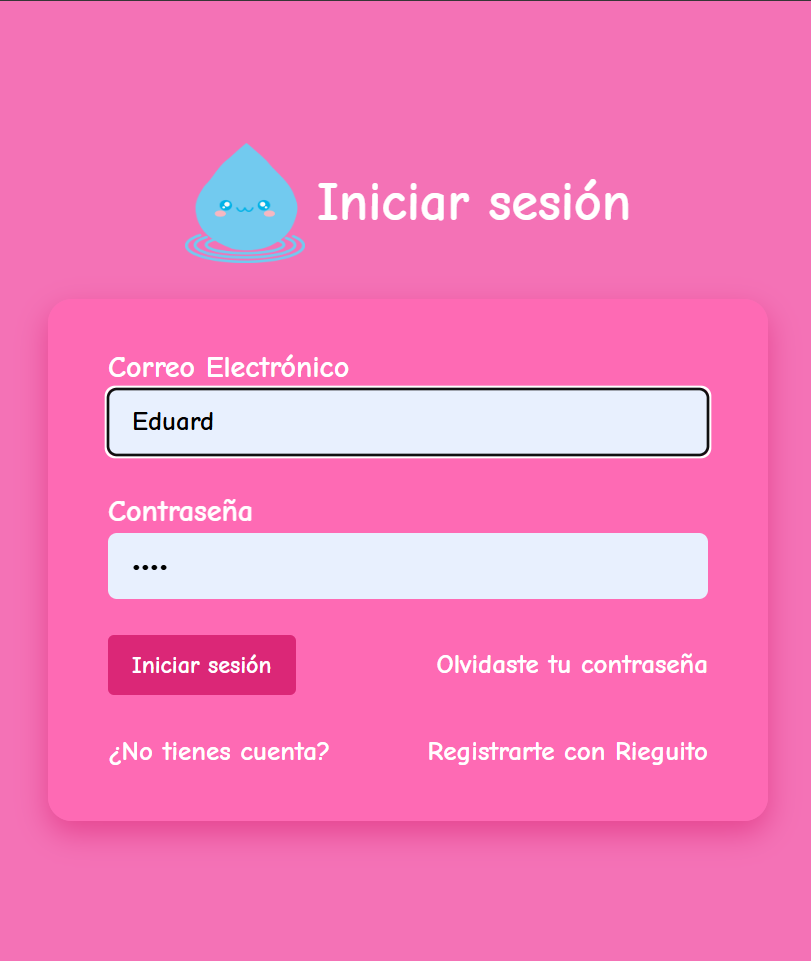 Iniciar sesión
Correo Electrónico
Eduard
Contraseña
••••
Iniciar sesión
Olvidaste tu contraseña
¿No tienes cuenta?
Registrarte con Rieguito